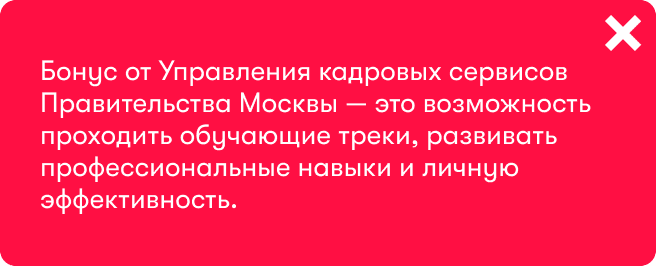 Бонус от Управления кадровых сервисов
Правительства Москвы — это возможность
проходить обучающие треки, развивать
профессиональные навыки и личную
эффективность.